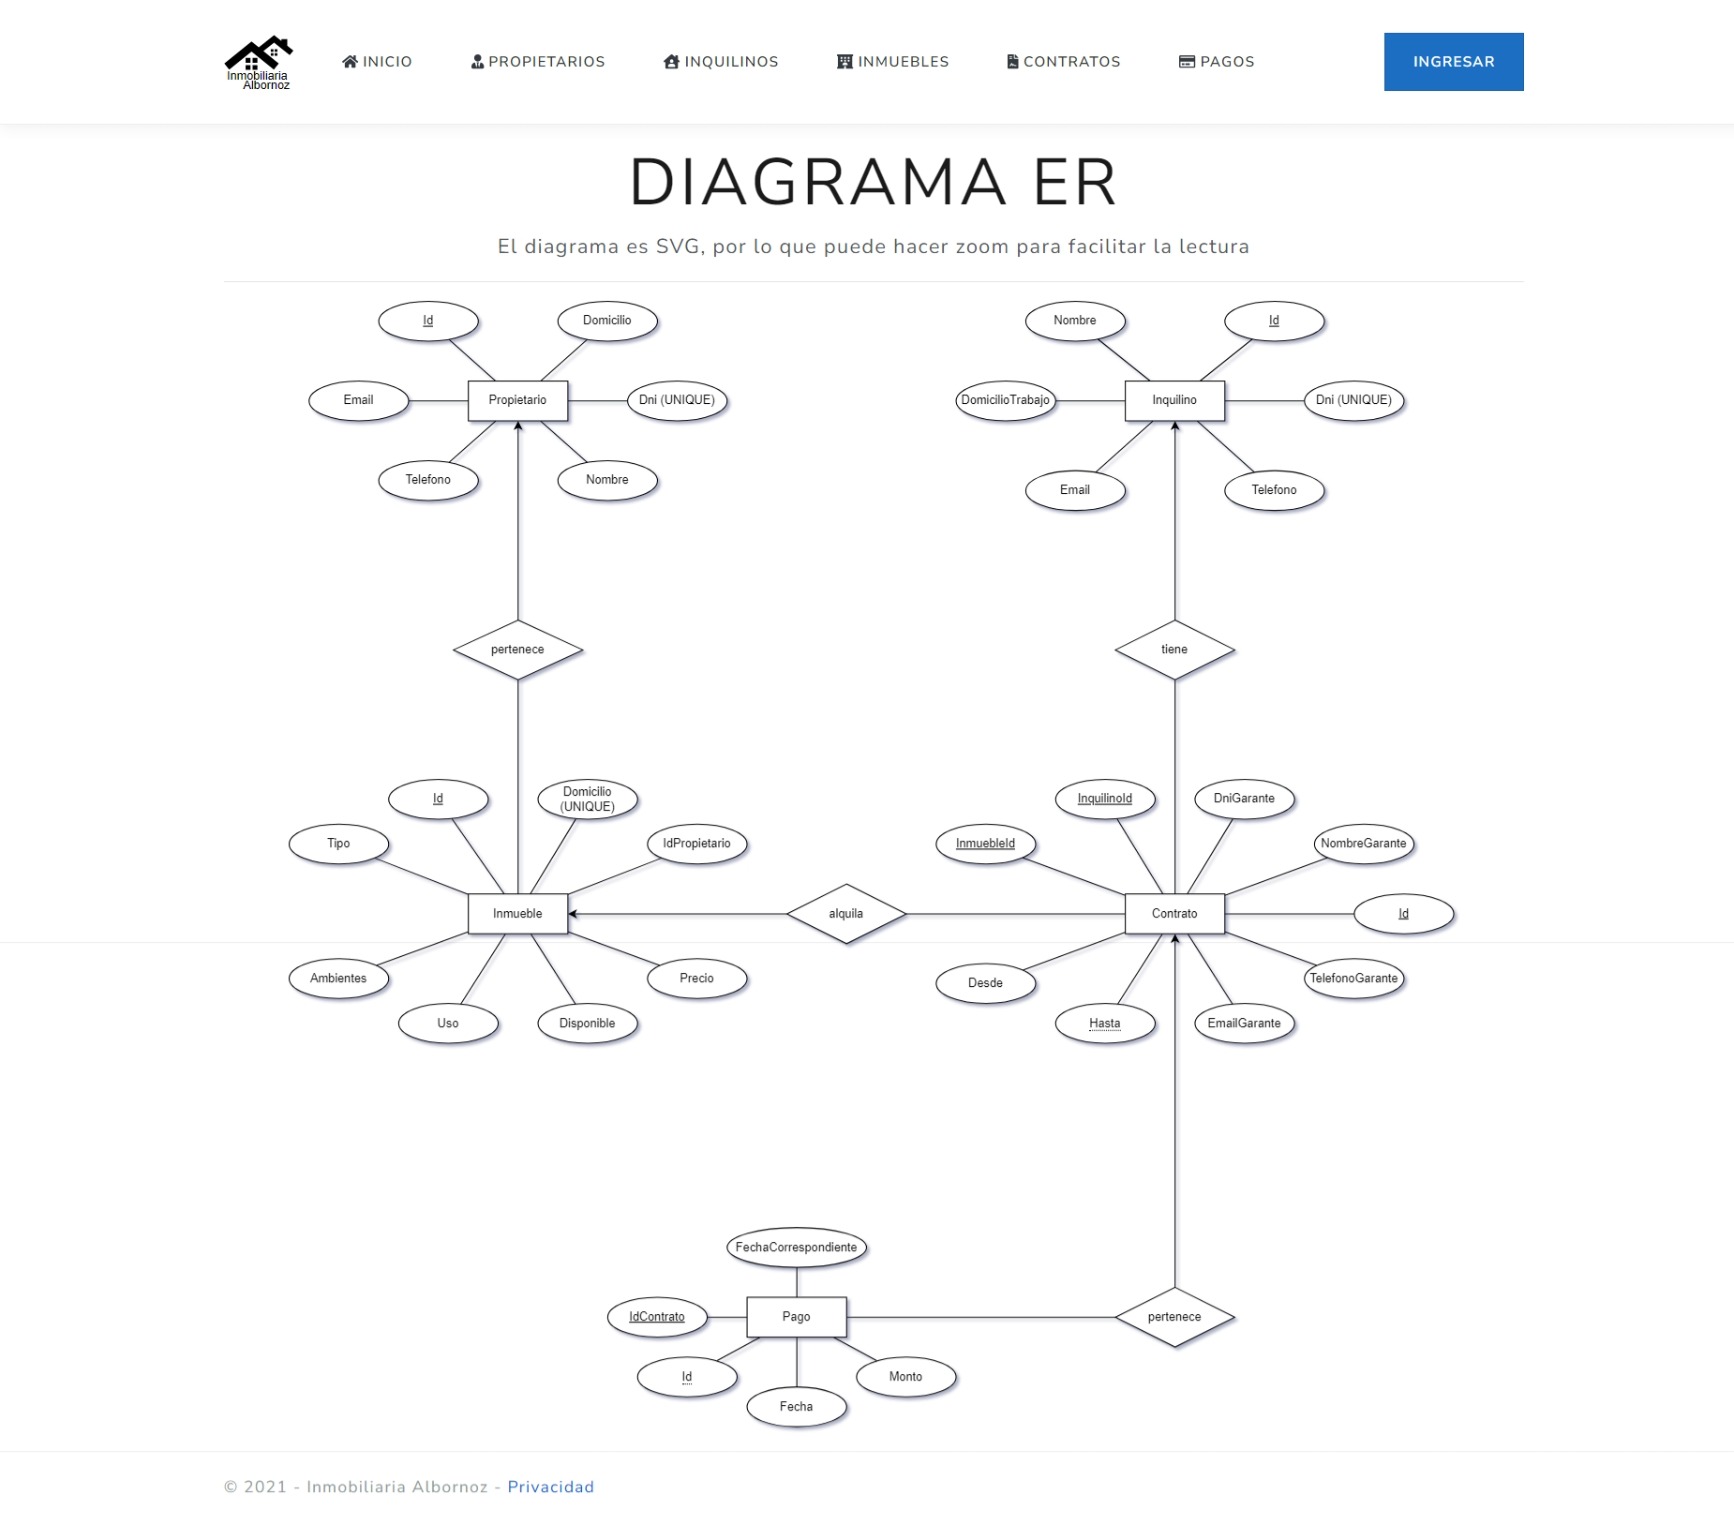 Inmobiliaria
Albornoz
INICIO
PROPIETARIOS
INQUILINOS
INMUEBLES
CONTRATOS
PAGOS
INGRESAR
DIAGRAMA ER
El diagrama es SVG, por lo que puede hacer zoom para facilitar la lectura
Id
Domicilio
Email
Propietario
Dni (UNIQUE)
Telefono
Nombre
Nombre
Id
DomicilioTrabajo
Inquilino
Dni (UNIQUE)
Email
Telefono
pertenece
tiene
Id
Domicilio
(UNIQUE)
Tipo
IdPropietario
Inmueble
Ambientes
Precio
Uso
Disponible
alquila
InquilinoId
DniGarante
InmuebleId
NombreGarante
Contrato
Id
Desde
TelefonoGarante
Hasta
EmailGarante
FechaCorrespondiente
IdContrato
Pago
pertenece
Id
Monto
Fecha
© 2021 - Inmobiliaria Albornoz - Privacidad